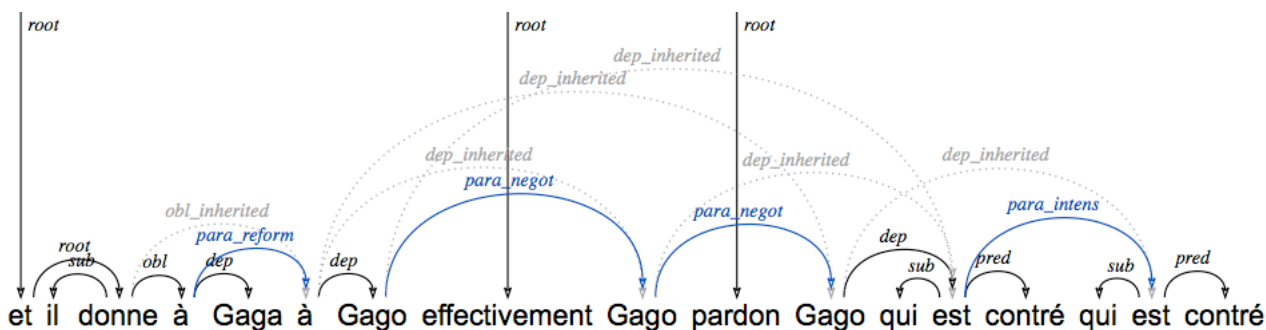 root root root
dep_inherited
dep_inherited
dep_inherited dep_inherited dep_inherited
para_negot
obl_inherited para_negot para_intens
para_reform
root dep
sub obl dep dep sub pred sub pred
et il donne à Gaga à Gago effectivement Gago pardon Gago qui est contré qui est contré